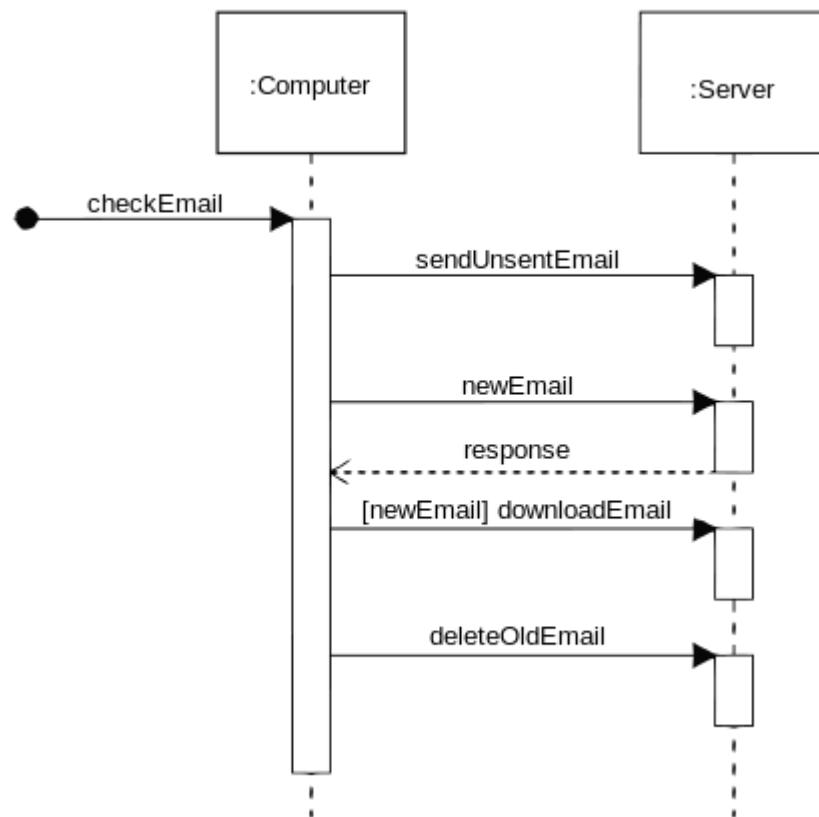 :Computer
:Server
checkEmail
sendUnsentEmail
newEmail
response
[newEmail] downloadEmail
deleteOldEmail